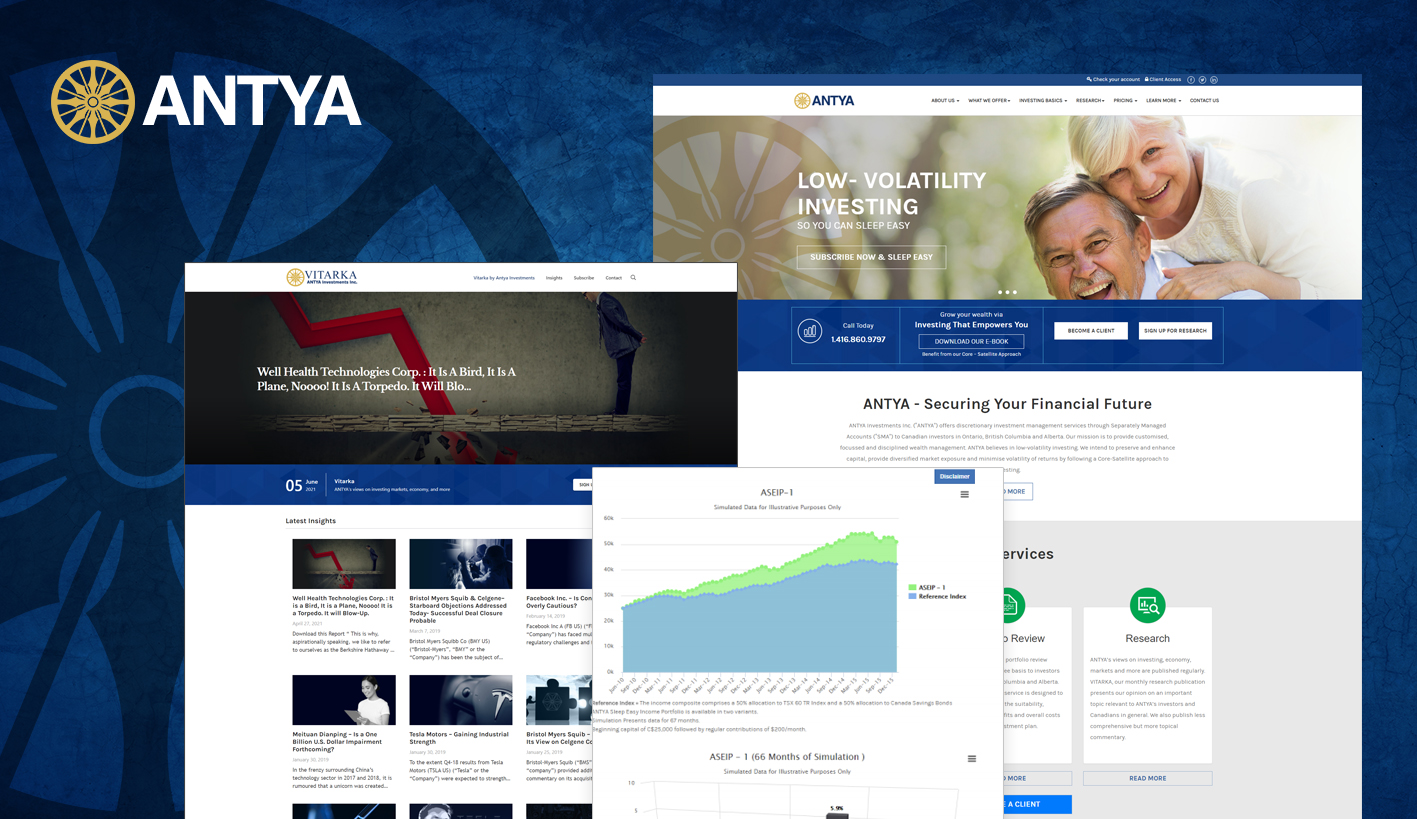 ANTYA
Check your account Client Access
ANTYA
ABOUT US WHAT WE OFFER INVESTING BASICS RESEARCH PRICING LEARN MORE CONTACT US
LOW- VOLATILITY
INVESTING
SO YOU CAN SLEEP EASY
SUBSCRIBE NOW & SLEEP EASY
Call Today
1.416.860.9797
Grow your wealth via
Investing That Empowers You
DOWNLOAD OUR E-BOOK
Benefit from our Core - Satellite Approach
BECOME A CLIENT
SIGN UP FOR RESEARCH
ANTYA - Securing Your Financial Future
ANTYA Investments Inc. ("ANTYA") offers discretionary investment management services through Separately Managed
Accounts ("SMA") to Canadian investors in Ontario, British Columbia and Alberta. Our mission is to provide customised,
focussed and disciplined wealth management. ANTYA believes in low-volatility investing. We intend to preserve and enhance
capital, provide diversified market exposure and minimise volatility of returns by following a Core-Satellite approach to
esting.
D MORE
ervices
o Review
portfolio review
e basis to investors
olumbia and Alberta.
service is designed to
the suitability,
fits and overall costs
stment plan.
D MORE
E A CLIENT
Research
ANTYA's views on investing, economy,
markets and more are published regularly.
VITARKA, our monthly research publication
presents our opinion on an important
topic relevant to ANTYA's investors and
Canadians in general. We also publish less
comprehensive but more topical
commentary.
READ MORE
VITARKA
ANTYA Investments Inc.
Vitarka by Antya Investments Insights Subscribe Contact
Well Health Technologies Corp. : It Is A Bird, It Is A
Plane, Noooo! It Is A Torpedo. It Will Blo...
05 June
2021
Vitarka
ANTYA's views on investing markets, economy, and more
SIGN
Latest Insights
Well Health Technologies Corp. : It
is a Bird, It is a Plane, Noooo! It is
a Torpedo. It will Blow-Up.
April 27, 2021
Download this Report " This is why,
aspirationally speaking, we like to refer
to ourselves as the Berkshire Hathaway ...
Bristol Myers Squib & Celgene-
Starboard Objections Addressed
Today- Successful Deal Closure
Probable
March 7, 2019
Bristol Myers Squibb Co (BMY US)
("Bristol-Myers", "BMY" or the
"Company") has been the subject of...
Facebook Inc. - Is Con
Overly Cautious?
February 14, 2019
Facebook Inc A (FB US) ("F
"Company") has faced mul
regulatory challenges and
Meituan Dianping - Is a One
Billion U.S. Dollar Impairment
Forthcoming?
January 30, 2019
In the frenzy surrounding China's
technology sector in 2017 and 2018, it is
rumoured that a unicorn was created...
Tesla Motors - Gaining Industrial
Strength
January 30, 2019
To the extent Q4-18 results from Tesla
Motors (TSLA US) ("Tesla" or the
"Company") were expected to strength...
Bristol Myers Squib -
Its View on Celgene Co
January 25, 2019
Bristol-Myers Squib ("BMS"
"company") provided addi
commentary on its acquisit
Disclaimer
ASEIP-1
Simulated Data for Illustrative Purposes Only
60k
50k
40k
30k
20k
10k
0k
Jun-10 Sep-10 Dec-10 Mar-11 Jun-11 Sep-11 Dec-11 Mar-12 Jun-12 Sep-12 Dec-12 Mar-13 Jun-13 Sep-13 Dec-13 Mar-14 Jun-14 Sep-14 Dec-14 Mar-15 Jun-15 Sep-15 Dec-15
ASEIP - 1
Reference Index
Reference Index - The income composite comprises a 50% allocation to TSX 60 TR Index and a 50% allocation to Canada Savings Bonds
ANTYA Sleep Easy Income Portfolio is available in two variants.
Simulation Presents data for 67 months.
Beginning capital of C$25,000 followed by regular contributions of $200/month.
ASEIP - 1 (66 Months of Simulation )
Simulated Data for Illustrative Purposes Only
10
5
5.9%